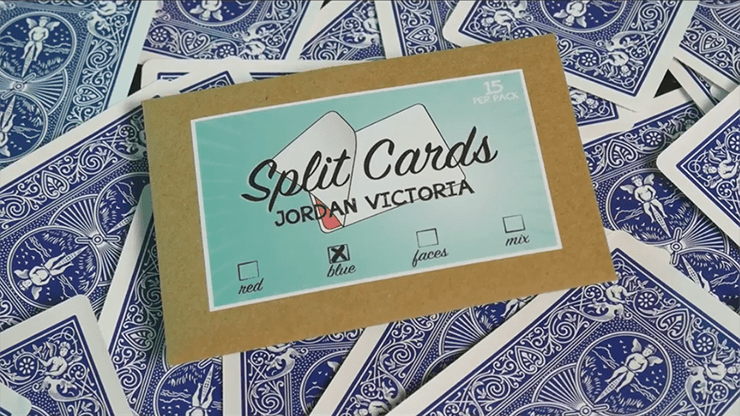 15
PER PACK
Split Cards
JORDAN VICTORIA
red
blue
faces
mix